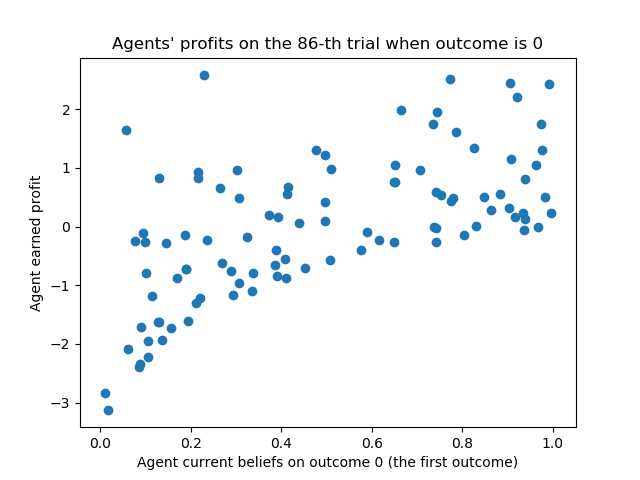 Agents' profits on the 86-th trial when outcome is 0
Agent earned profit
2
1
0
−1
−2
−3
0.0 0.2 0.4 0.6 0.8 1.0
Agent current beliefs on outcome 0 (the first outcome)